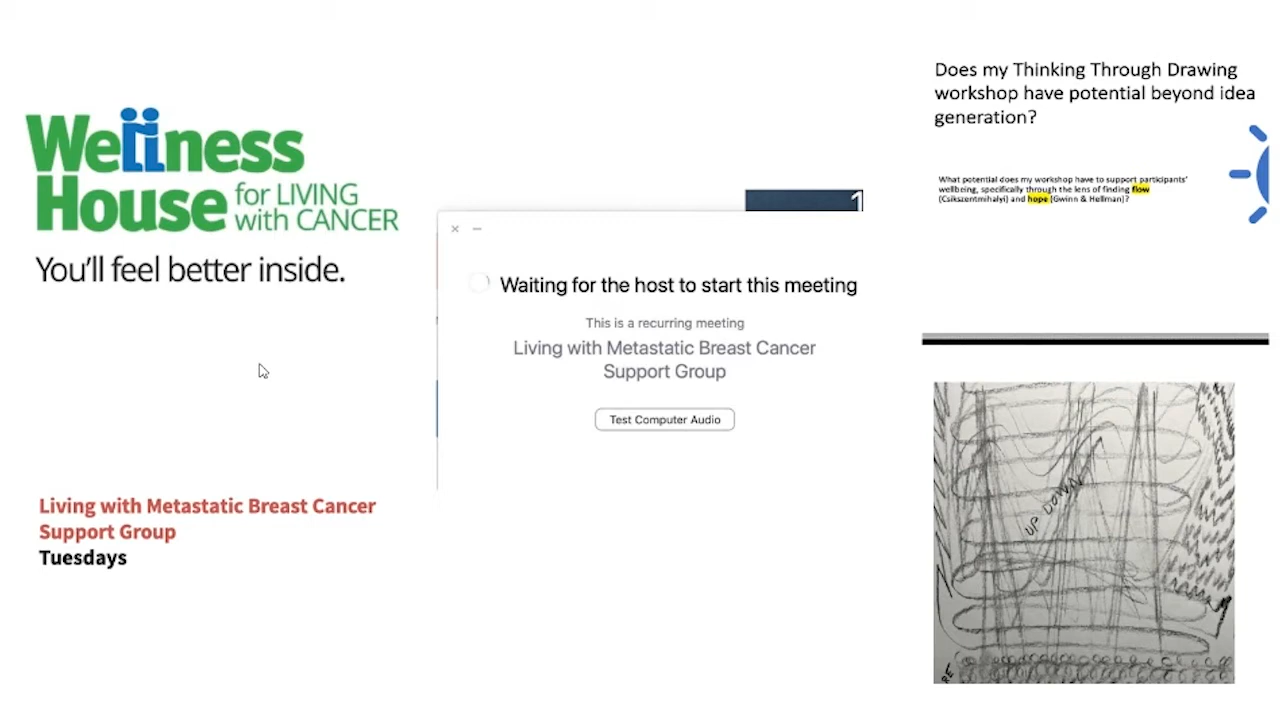 Wellness
House
for LIVING
with CANCER
You'll feel better inside.
Living with Metastatic Breast Cancer
Support Group
Tuesdays
1
Waiting for the host to start this meeting
This is a recurring meeting
Living with Metastatic Breast Cancer
Support Group
Test Computer Audio
Does my Thinking Through Drawing
workshop have potential beyond idea
generation?
What potential does my workshop have to support participants'
wellbeing, specifically through the lens of finding flow
(Csikszentmihalyi) and hope (Gwinn & Hellman)?
UP DOWN